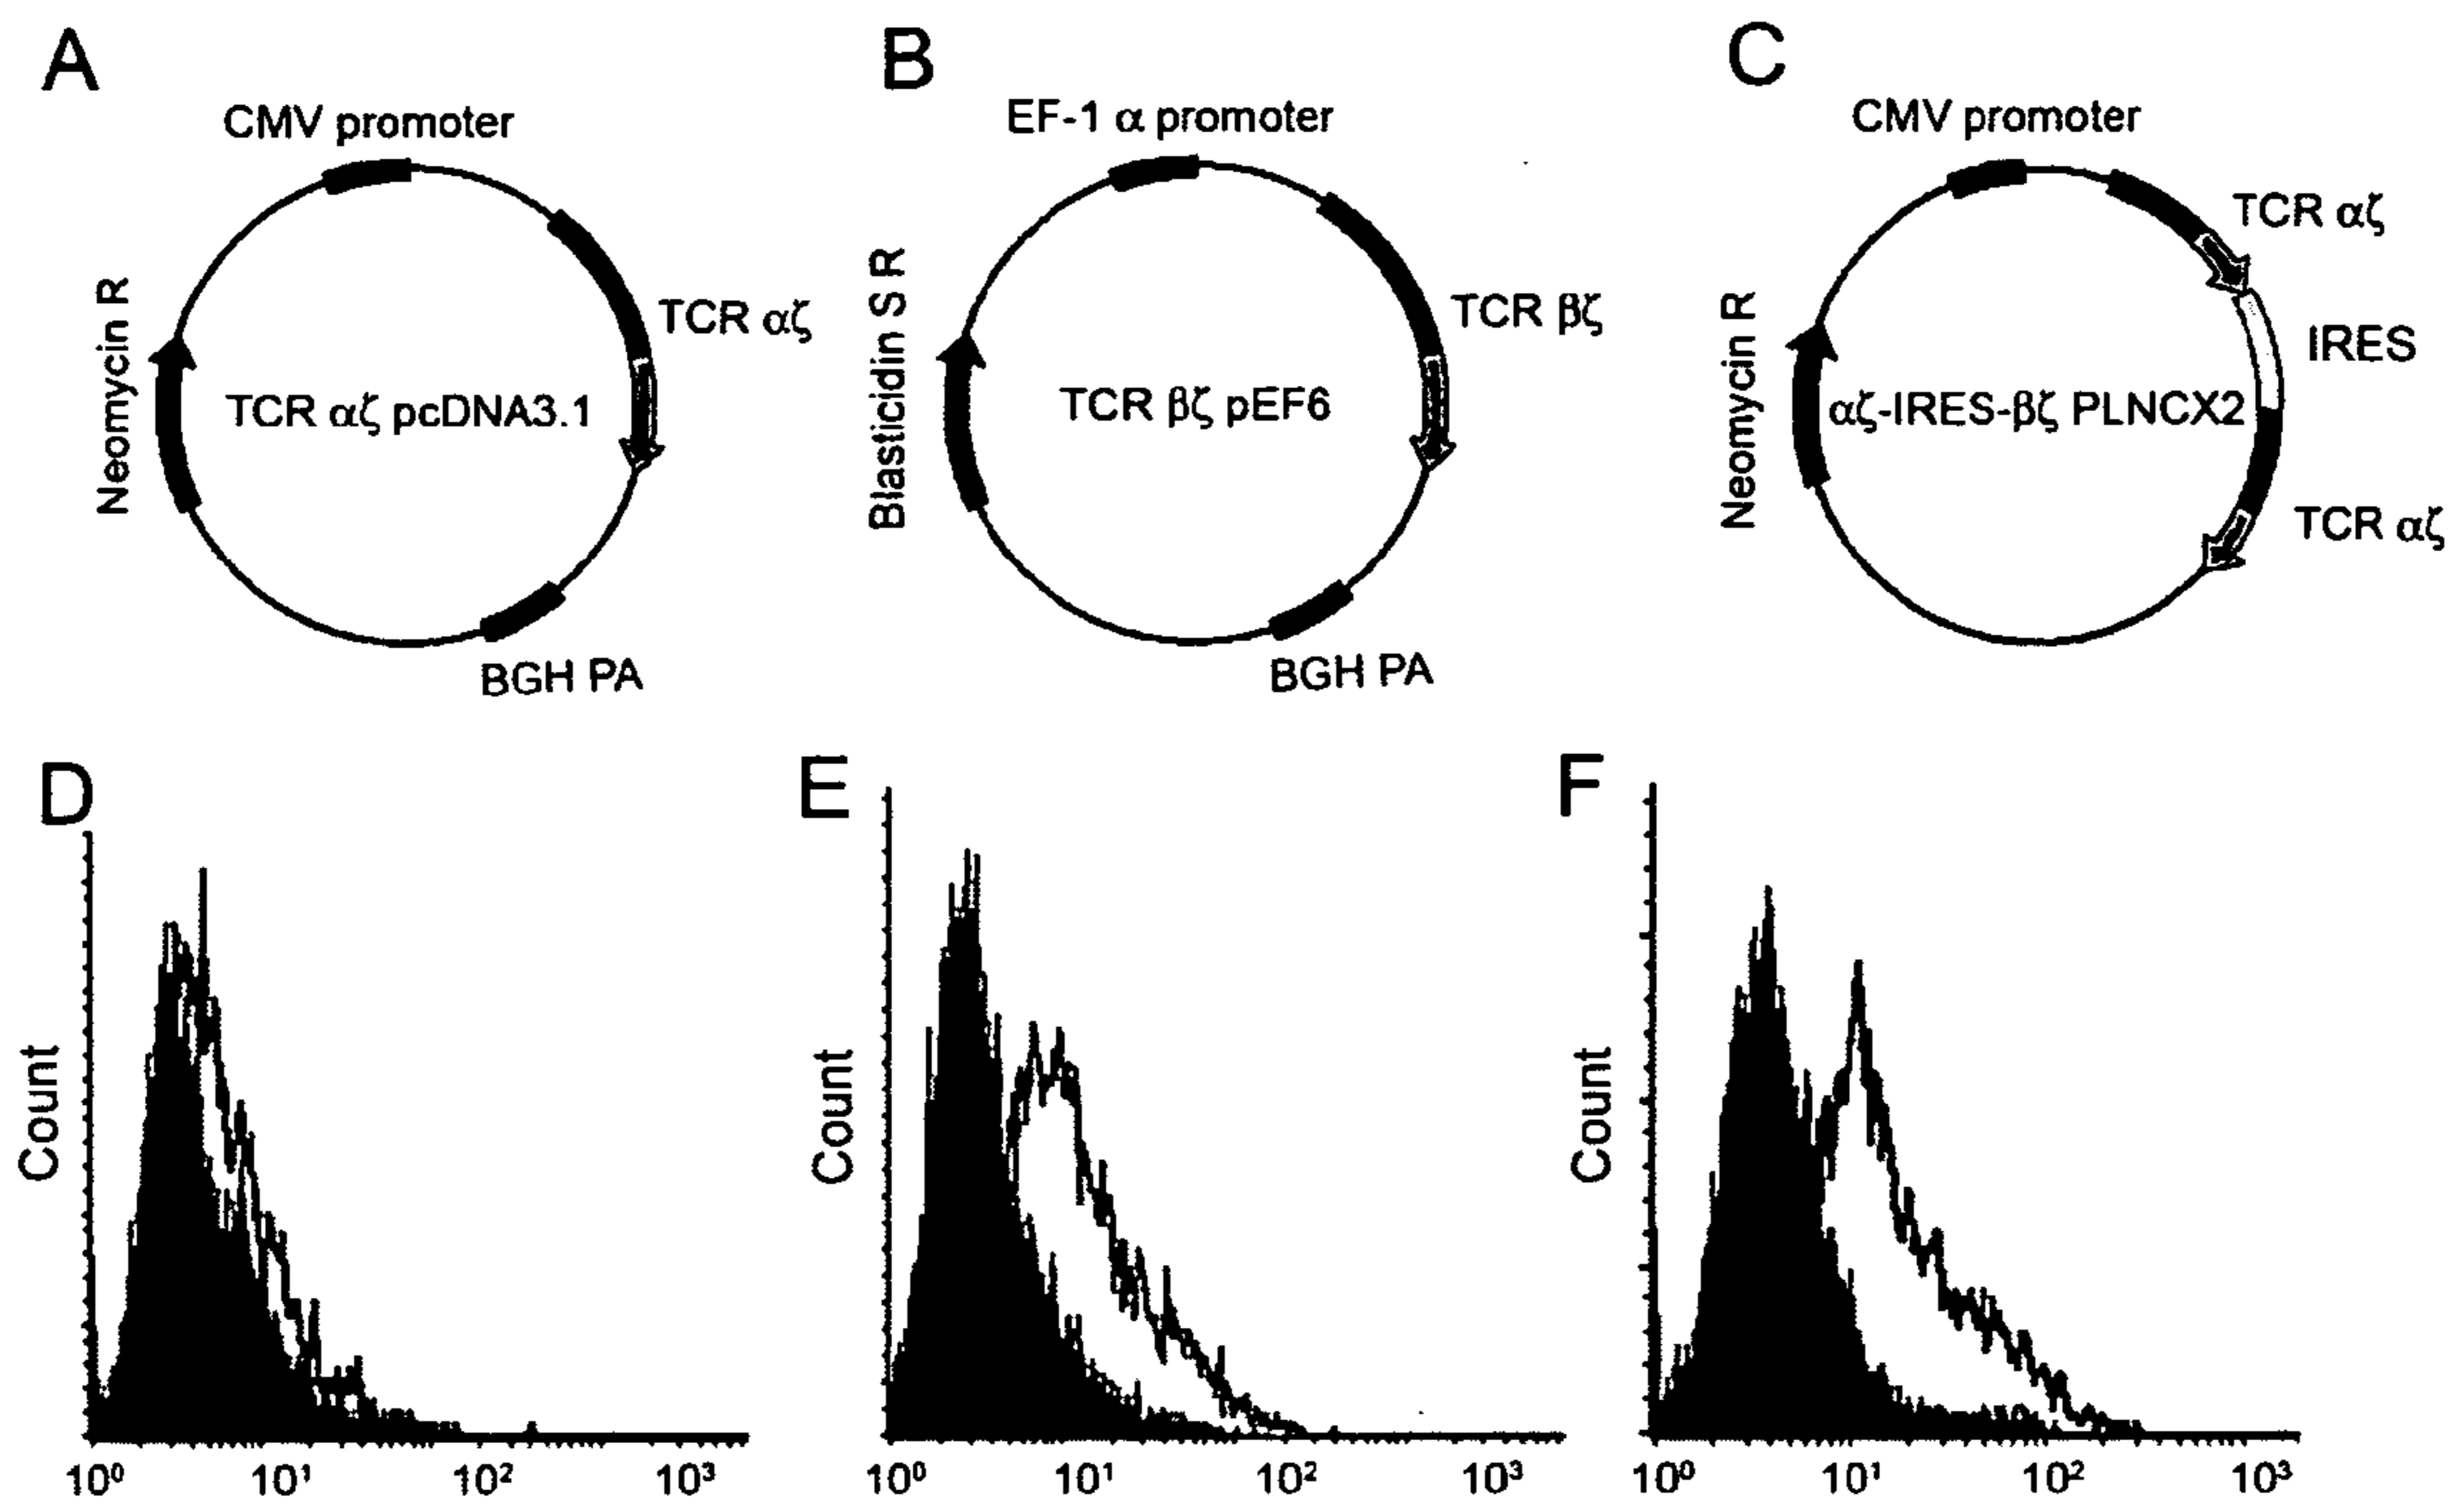 A
CMV promoter
Neomycin R
TCR αζ
TCR αζ pcDNA3.1
BGH PA
B
EF-1 α promoter
Blasticidin S R
TCR βζ
TCR βζ pEF6
BGH PA
C
CMV promoter
Neomycin R
TCR αζ
IRES
αζ-IRES-βζ PLNCX2
TCR αζ
D
Count
10⁰ 10¹ 10² 10³
E
Count
10⁰ 10¹ 10² 10³
F
Count
10⁰ 10¹ 10² 10³